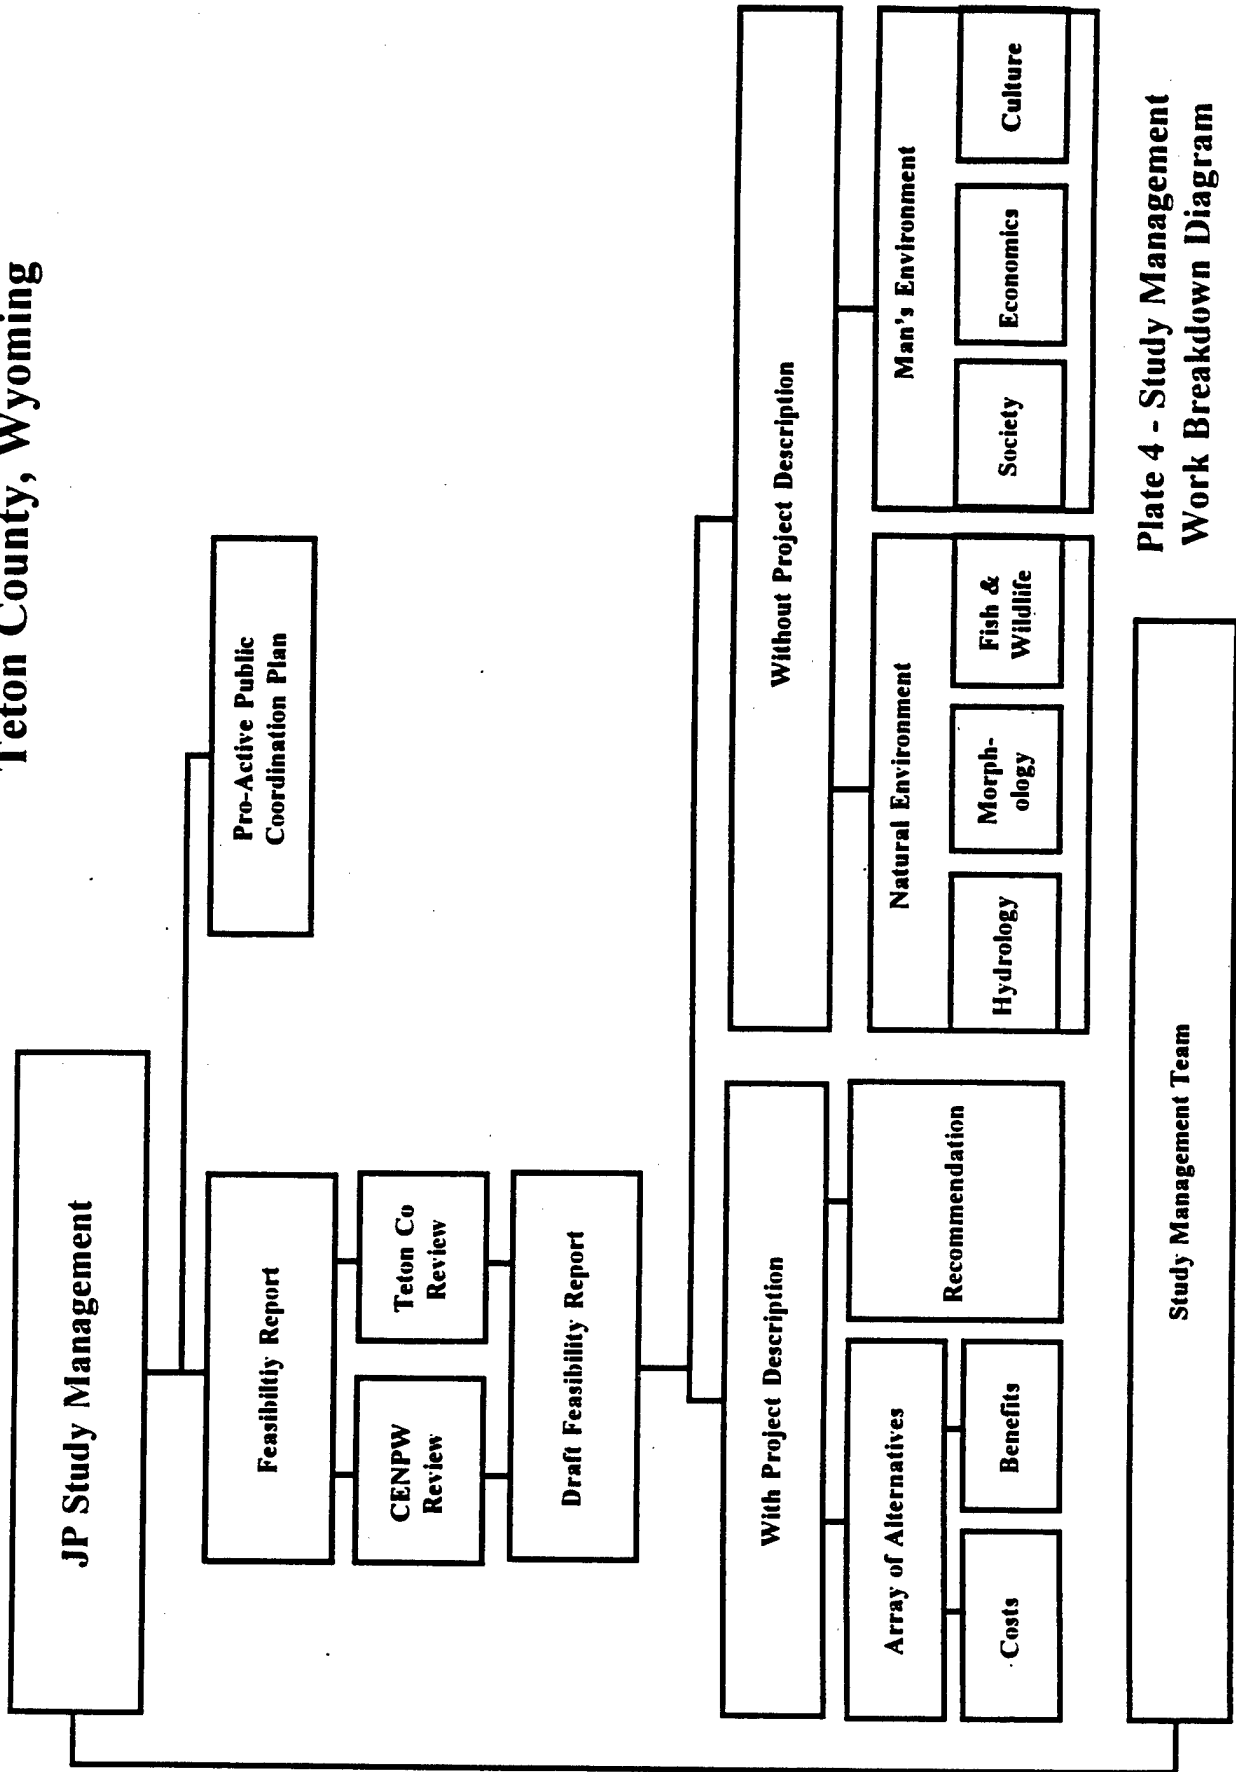 Teton County, Wyoming
JP Study Management
Pro-Active Public
Coordination Plan
Feasibiltiy Report
CENPW
Review
Teton Co
Review
Draft Feasibility Report
With Project Description
Without Project Description
Array of Alternatives
Recommendation
Natural Environment
Man's Environment
Costs
Benefits
Hydrology
Morph-
ology
Fish &
Wildlife
Society
Economics
Culture
Study Management Team
Plate 4 - Study Management
Work Breakdown Diagram